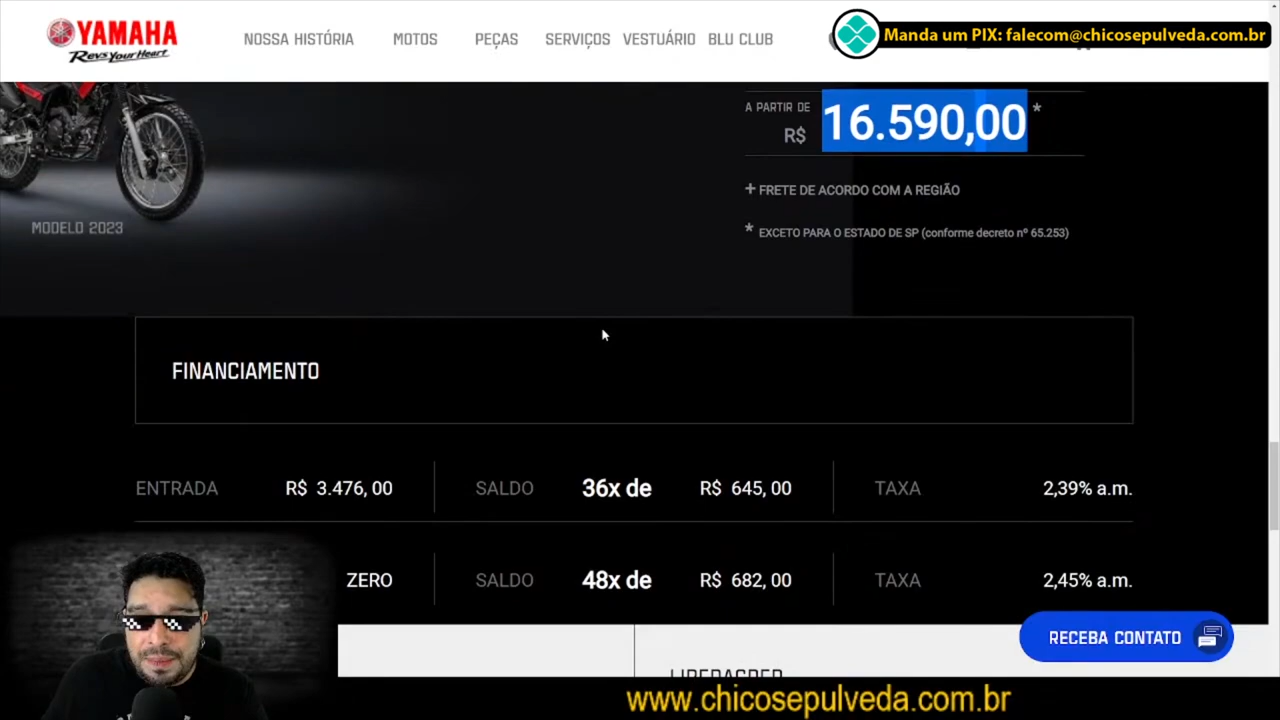 YAMAHA
Revs Your Heart
NOSSA HISTÓRIA
MOTOS
PEÇAS
SERVIÇOS
VESTUÁRIO
BLU CLUB
Manda um PIX: falecom@chicosepulveda.com.br
A PARTIR DE
R$ 16.590,00 *
+ FRETE DE ACORDO COM A REGIÃO
* EXCETO PARA O ESTADO DE SP (conforme decreto nº 65.253)
MODELO 2023
FINANCIAMENTO
ENTRADA R$ 3.476, 00 SALDO 36x de R$ 645, 00 TAXA 2,39% a.m.
ZERO SALDO 48x de R$ 682, 00 TAXA 2,45% a.m.
RECEBA CONTATO
www.chicosepulveda.com.br